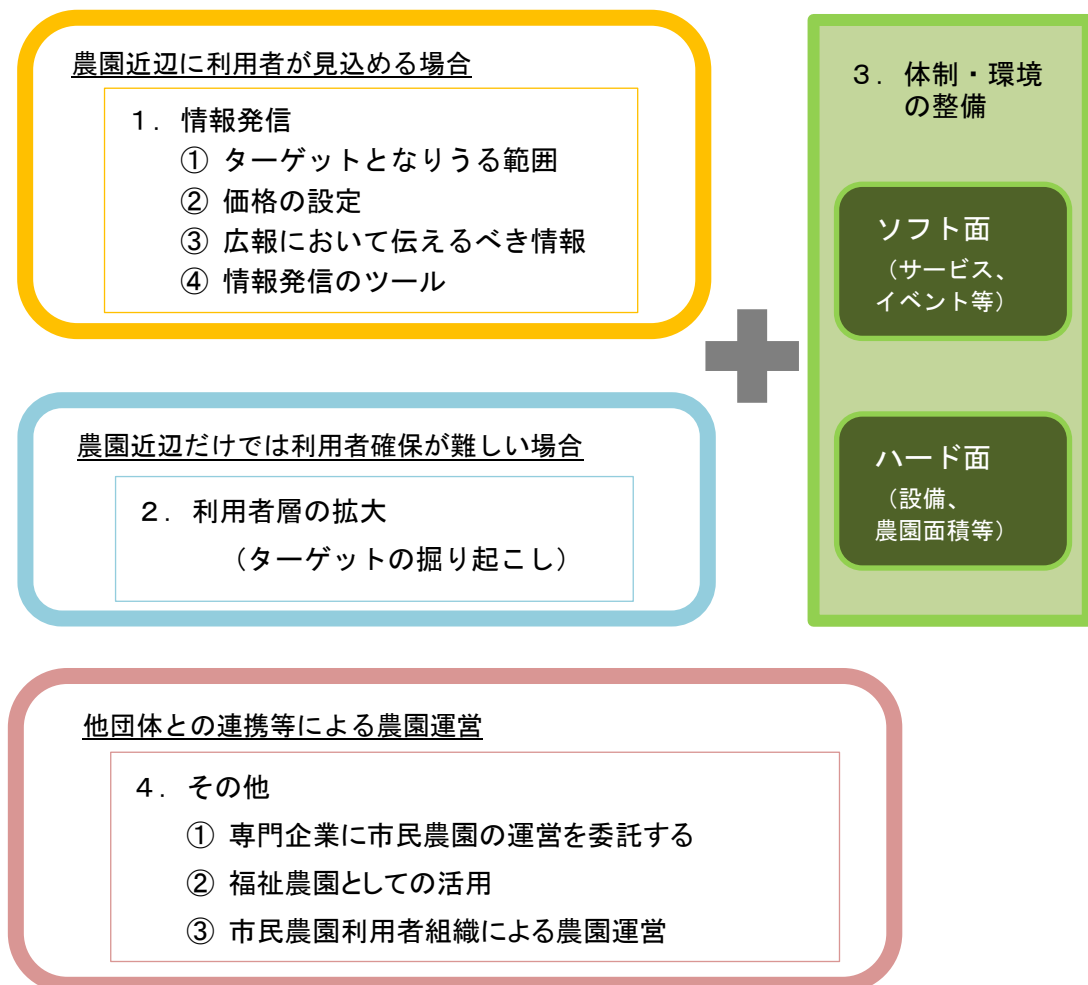 農園近辺に利用者が見込める場合
１．情報発信
① ターゲットとなりうる範囲
② 価格の設定
③ 広報において伝えるべき情報
④ 情報発信のツール
農園近辺だけでは利用者確保が難しい場合
２．利用者層の拡大
（ターゲットの掘り起こし）
３．体制・環境
の整備
ソフト面
（サービス、
イベント等）
ハード面
（設備、
農園面積等）
他団体との連携等による農園運営
４．その他
① 専門企業に市民農園の運営を委託する
② 福祉農園としての活用
③ 市民農園利用者組織による農園運営